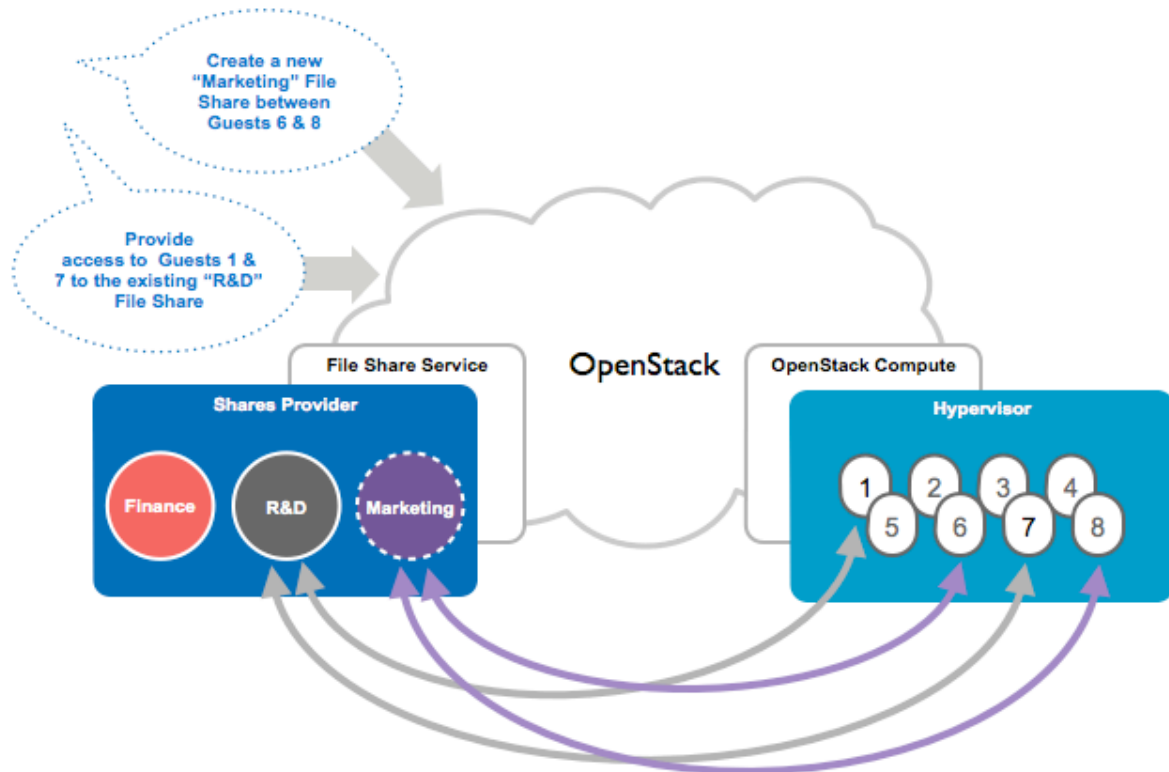 Create a new
“Marketing” File
Share between
Guests 6 & 8
Provide
access to Guests 1 &
7 to the existing “R&D”
File Share
File Share Service
OpenStack
OpenStack Compute
Shares Provider
Hypervisor
Finance
R&D
Marketing
1
2
3
4
5
6
7
8